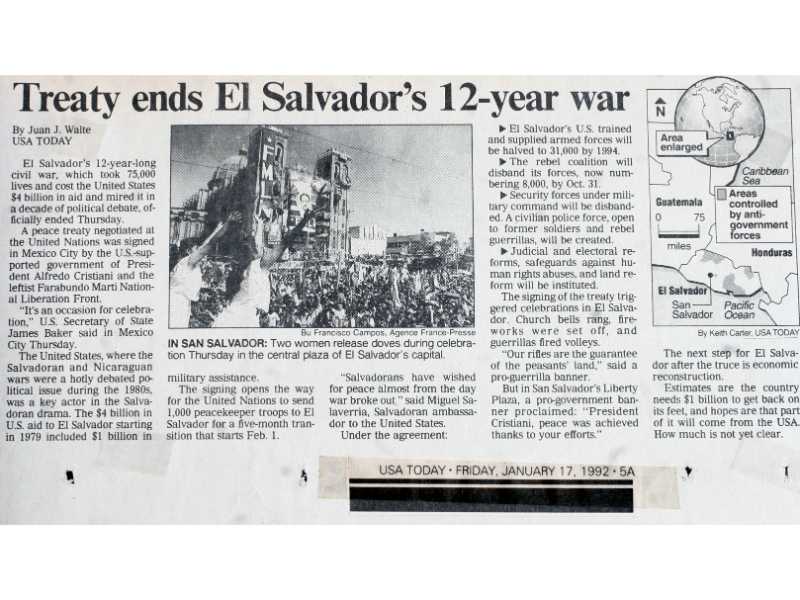 Treaty ends El Salvador's 12-year war
By Juan J. Walte
USA TODAY
El Salvador's 12-year-long
civil war, which took 75,000
lives and cost the United States
$4 billion in aid and mired it in
a decade of political debate, of-
ficially ended Thursday.
A peace treaty negotiated at
the United Nations was signed
in Mexico City by the U.S.-sup-
ported government of Presi-
dent Alfredo Cristiani and the
leftist Farabundo Marti Nation-
al Liberation Front.
"It's an occasion for celebra-
tion," U.S. Secretary of State
James Baker said in Mexico
City Thursday.
The United States, where the
Salvadoran and Nicaraguan
wars were a hotly debated po-
litical issue during the 1980s,
was a key actor in the Salva-
doran drama. The $4 billion in
U.S. aid to El Salvador starting
in 1979 included $1 billion in
FMLN
By Francisco Campos, Agence France-Presse
IN SAN SALVADOR: Two women release doves during celebra-
tion Thursday in the central plaza of El Salvador's capital.
military assistance.
The signing opens the way
for the United Nations to send
1,000 peacekeeper troops to El
Salvador for a five-month tran-
sition that starts Feb. 1.
"Salvadorans have wished
for peace almost from the day
war broke out," said Miguel Sa-
laverria, Salvadoran ambassa-
dor to the United States.
Under the agreement:
▶ El Salvador's U.S. trained
and supplied armed forces will
be halved to 31,000 by 1994.
▶ The rebel coalition will
disband its forces, now num-
bering 8,000, by Oct. 31.
▶ Security forces under mili-
tary command will be disband-
ed. A civilian police force, open
to former soldiers and rebel
guerrillas, will be created.
▶ Judicial and electoral re-
forms, safeguards against hu-
man rights abuses, and land re-
form will be instituted.
The signing of the treaty trig-
gered celebrations in El Salva-
dor. Church bells rang, fire-
works were set off, and
guerrillas fired volleys.
"Our rifles are the guarantee
of the peasants' land," said a
pro-guerrilla banner.
But in San Salvador's Liberty
Plaza, a pro-government ban-
ner proclaimed: "President
Cristiani, peace was achieved
thanks to your efforts."
N
Area
enlarged
Caribbean
Sea
Guatemala
0 75
miles
Areas
controlled
by anti-
government
forces
Honduras
El Salvador
San
Salvador
Pacific
Ocean
By Keith Carter, USA TODAY
The next step for El Salva-
dor after the truce is economic
reconstruction.
Estimates are the country
needs $1 billion to get back on
its feet, and hopes are that part
of it will come from the USA.
How much is not yet clear.
USA TODAY · FRIDAY, JANUARY 17, 1992 · 5A